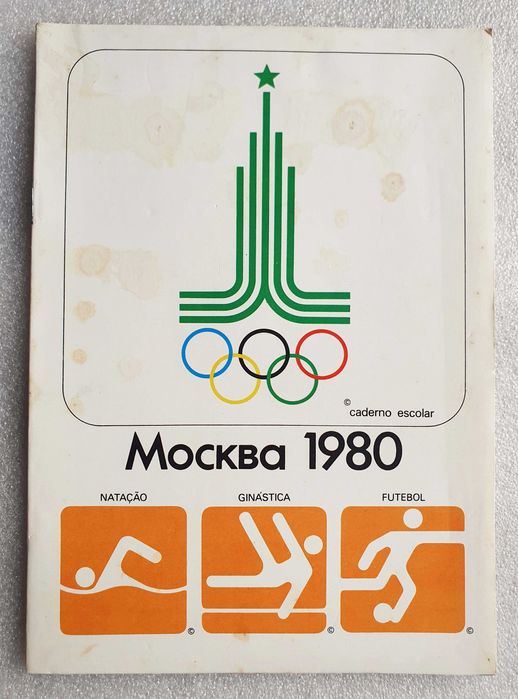 © caderno escolar
Москва 1980
NATAÇÃO GINÁSTICA FUTEBOL
© © ©